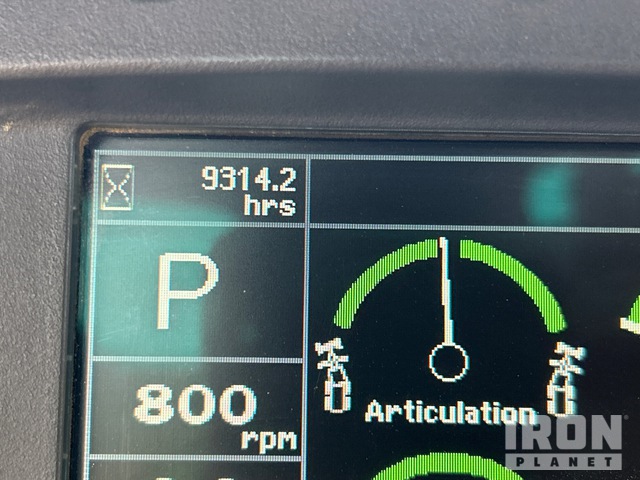 9314.2
hrs
P
800
rpm
Articulation
IRON
PLANET